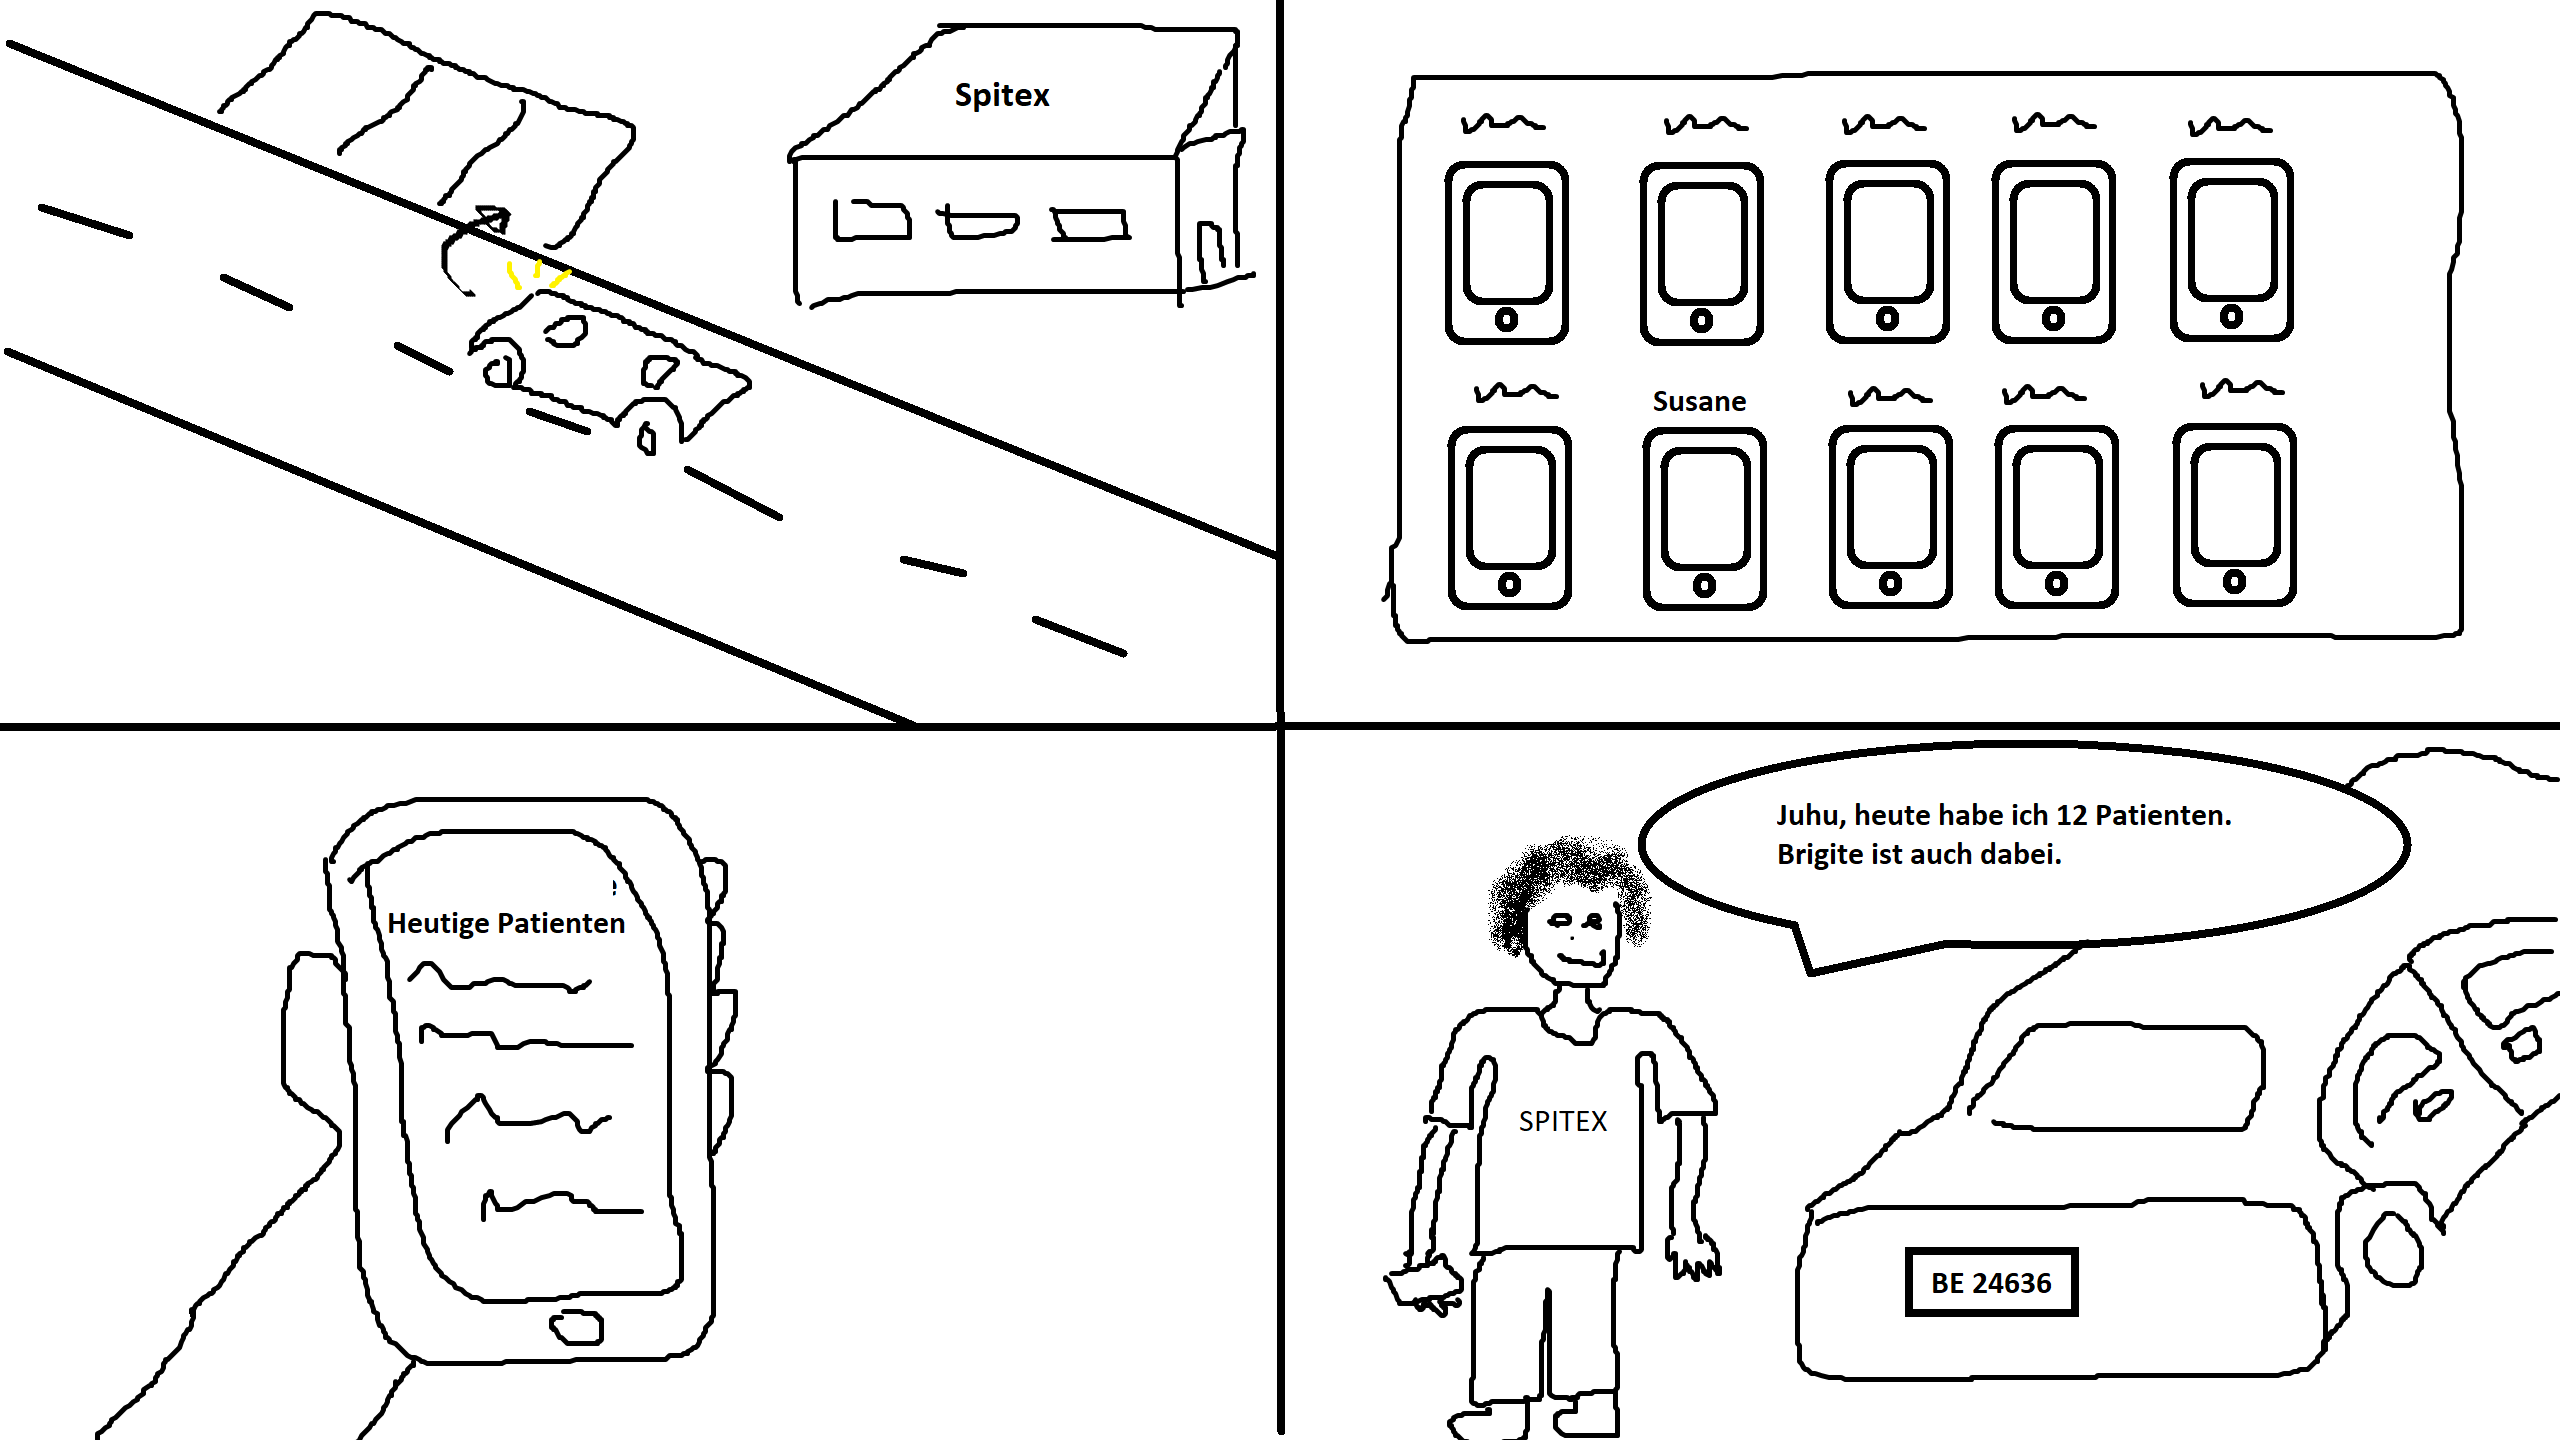 Spitex
Susane
Heutige Patienten
Juhu, heute habe ich 12 Patienten.
Brigite ist auch dabei.
SPITEX
BE 24636